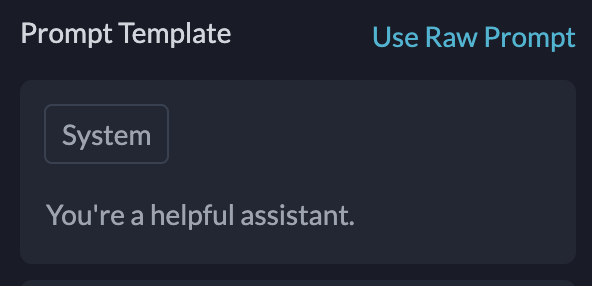 Prompt Template
Use Raw Prompt
System
You're a helpful assistant.